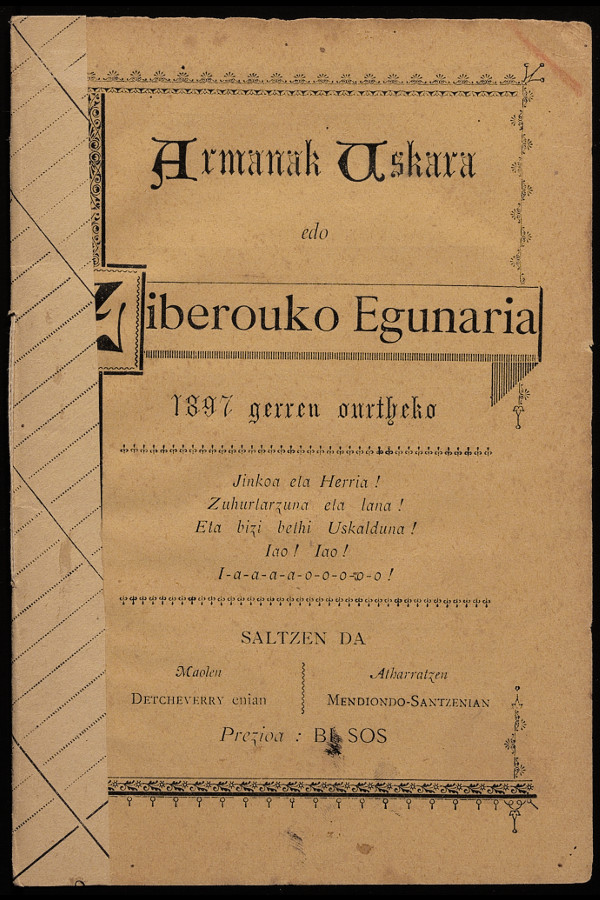 Armanak Uskara
edo
Ziberouko Egunaria
1897 gerren ourtheko
Jinkoa eta Herria !
Zuhurtarzuna eta lana !
Eta bizi bethi Uskalduna !
Iao ! Iao !
I-a-a-a-a-o-o-o-o-o !
SALTZEN DA
Maolen
DETCHEVERRY enian
Atharratzen
MENDIONDO-SANTZENIAN
Prezioa : BI SOS